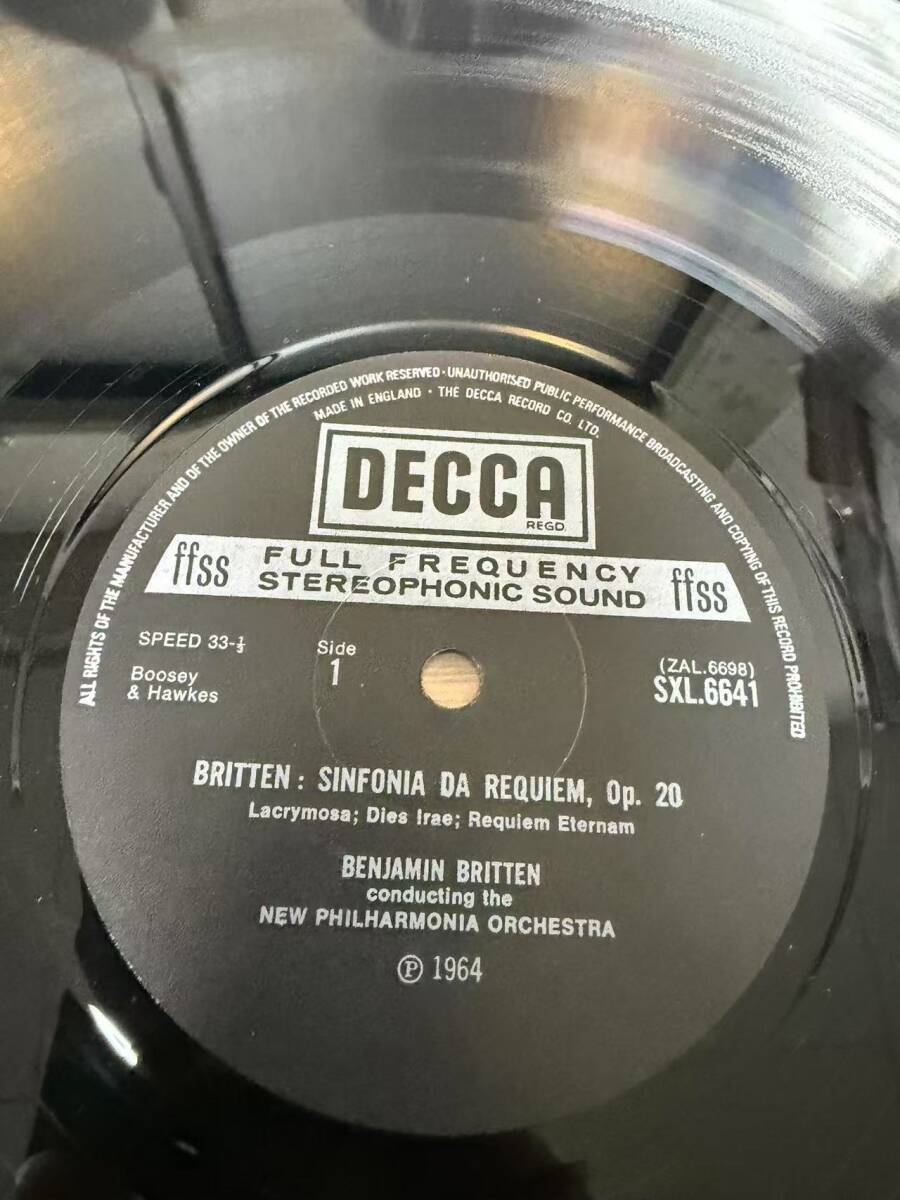 ALL RIGHTS OF THE MANUFACTURER AND OF THE OWNER OF THE RECORDED WORK RESERVED · UNAUTHORISED PUBLIC PERFORMANCE BROADCASTING AND COPYING OF THIS RECORD PROHIBITED
MADE IN ENGLAND · THE DECCA RECORD CO. LTD.
DECCA
REGD.
ffss FULL FREQUENCY STEREOPHONIC SOUND ffss
SPEED 33-⅓
Side
1
(ZAL.6698)
SXL.6641
Boosey
& Hawkes
BRITTEN: SINFONIA DA REQUIEM, Op. 20
Lacrymosa; Dies Irae; Requiem Eternam
BENJAMIN BRITTEN
conducting the
NEW PHILHARMONIA ORCHESTRA
℗ 1964